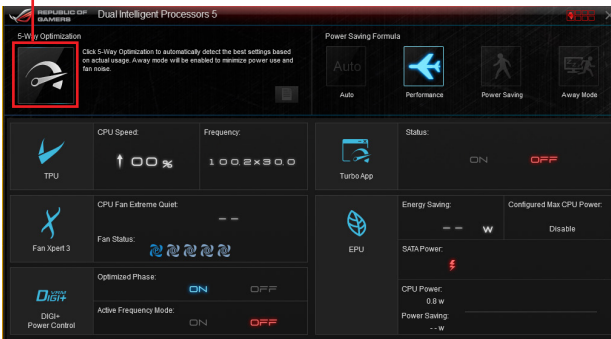 REPUBLIC OF
GAMERS
Dual Intelligent Processors 5
5-Way Optimization
Click 5-Way Optimization to automatically detect the best settings based
on actual usage. Away mode will be enabled to minimize power use and
fan noise.
Power Saving Formula
Auto
Auto
Performance
Power Saving
Away Mode
TPU
CPU Speed:
00%
Frequency:
100.2x30.0
Turbo App
Status:
ON
OFF
Fan Xpert 3
CPU Fan Extreme Quiet:
--
Fan Status:
EPU
Energy Saving:
-- w
Configured Max CPU Power:
Disable
SATA Power:
CPU Power:
0.8 w
Power Saving:
-- w
DIGI+ VRM
DIGI+
Power Control
Optimized Phase:
ON
OFF
Active Frequency Mode:
ON
OFF